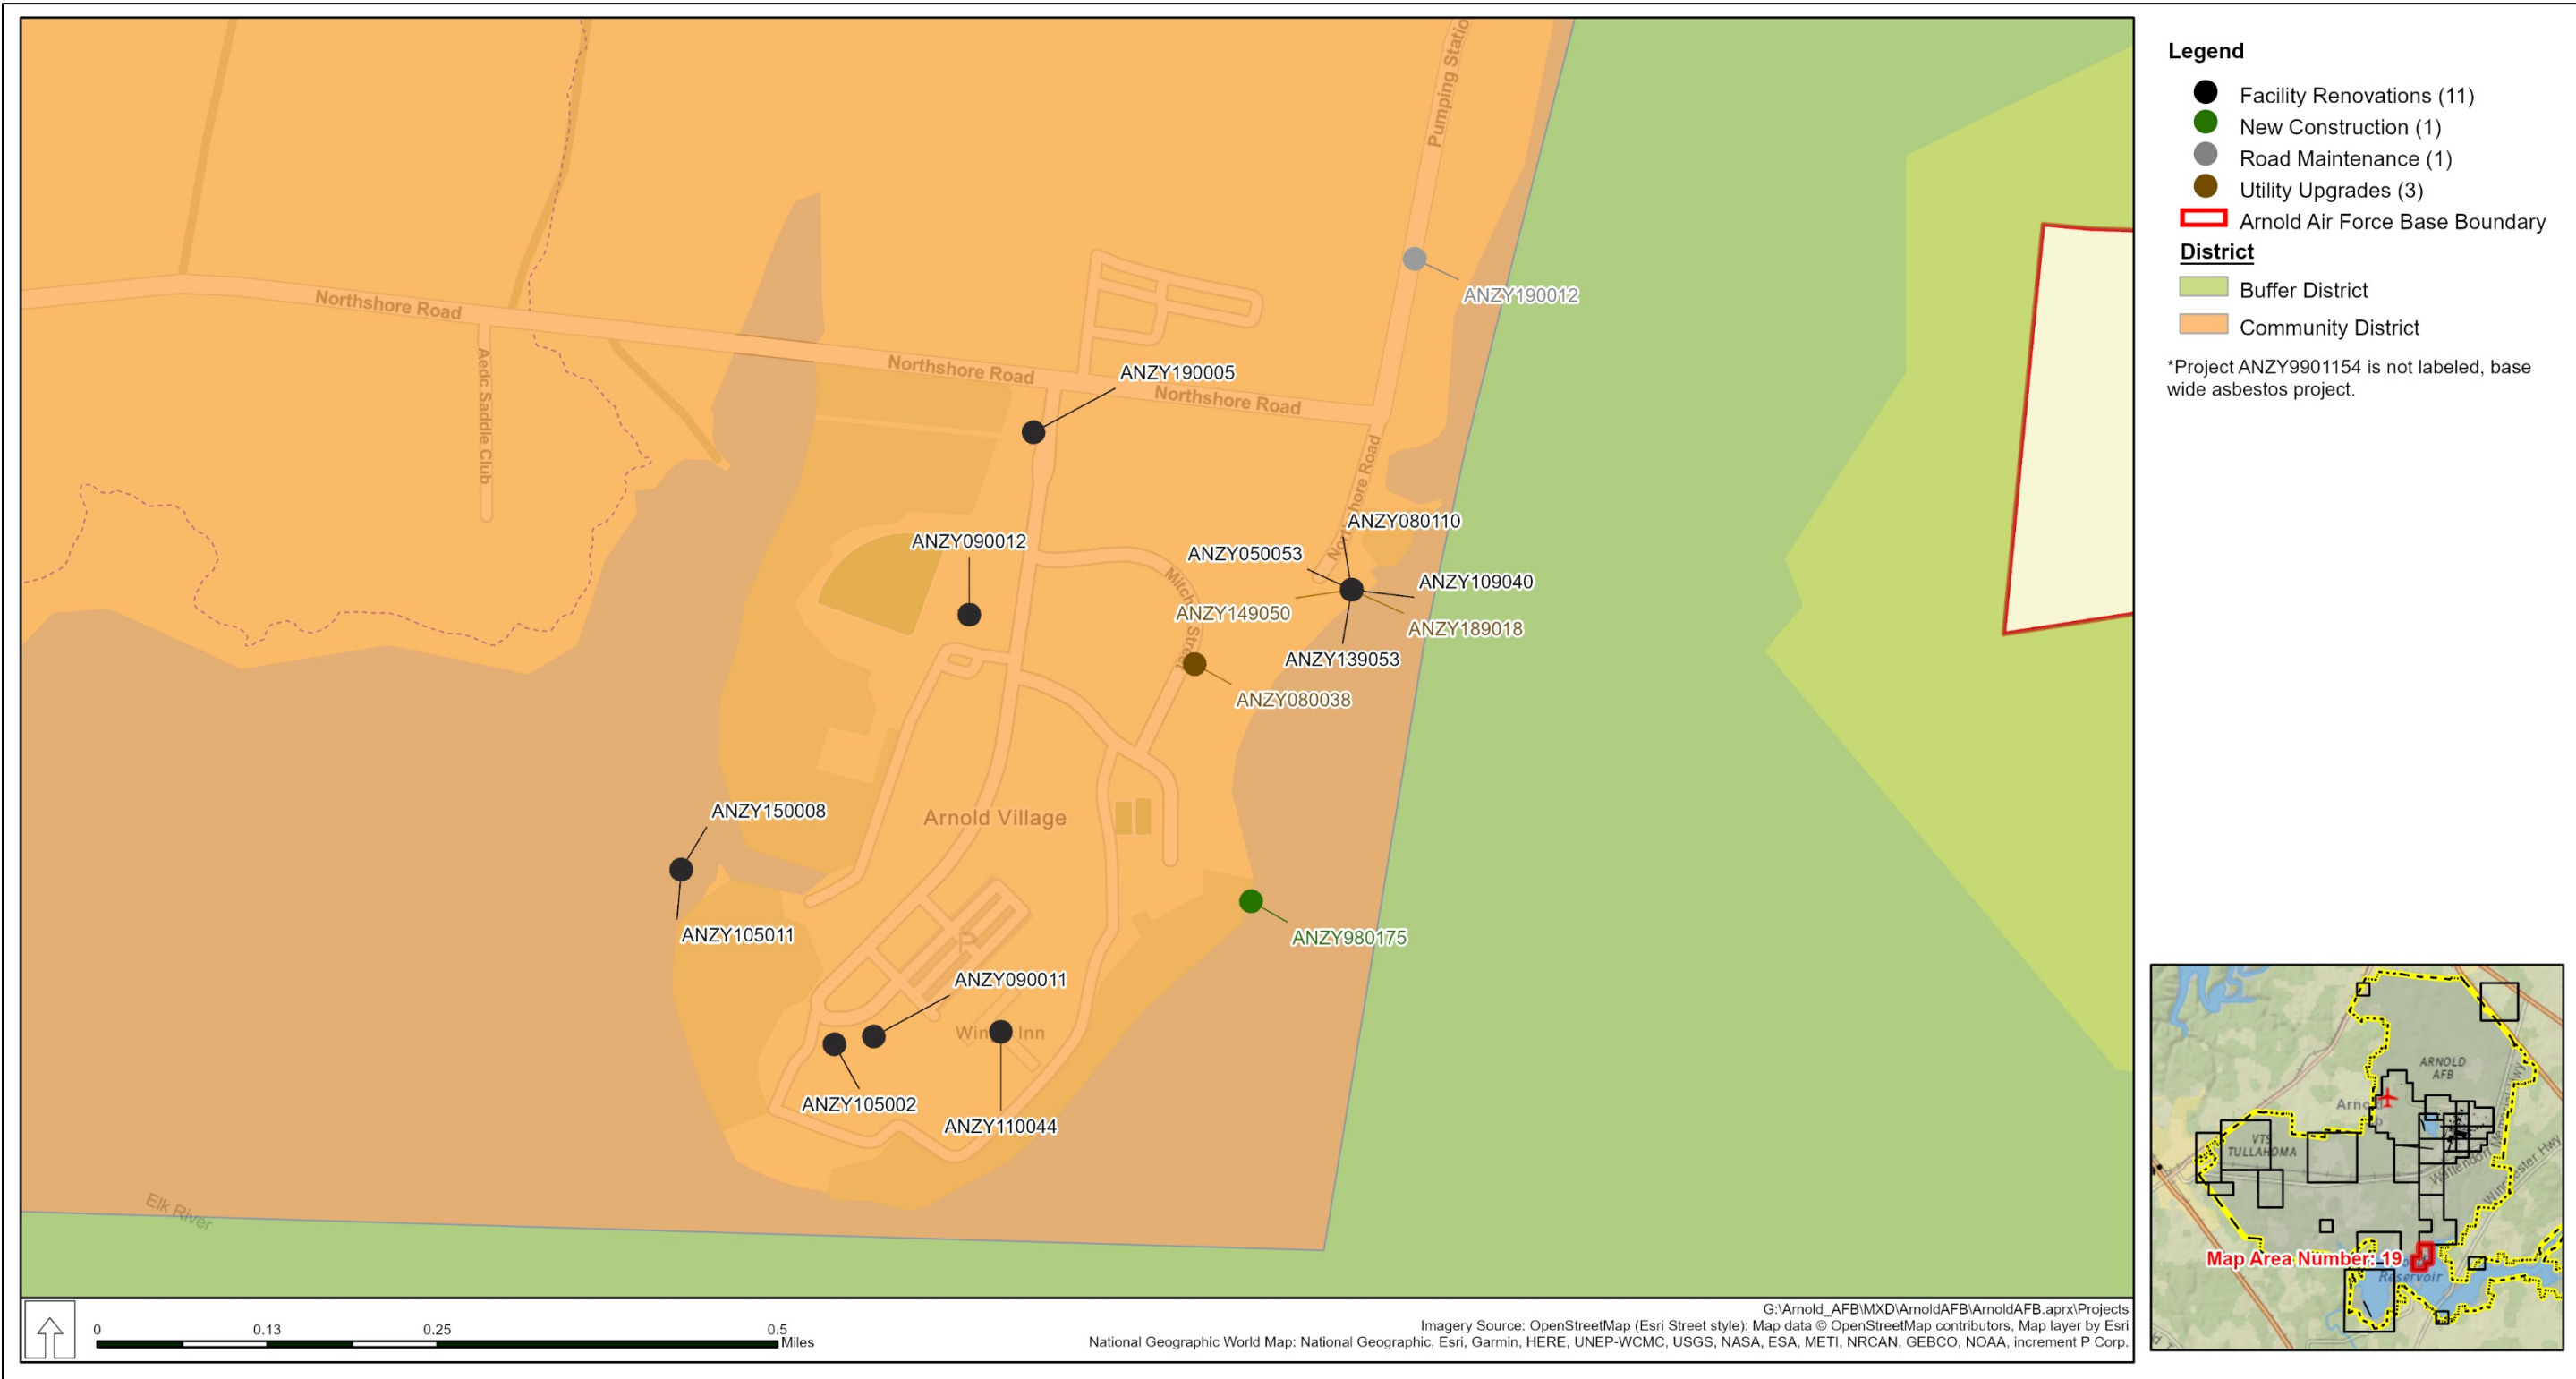 Pumping Statio
Northshore Road
Aedc Saddle Club
Northshore Road
Northshore Road
ANZY190012
ANZY190005
ANZY080110
ANZY090012
ANZY050053
ANZY109040
ANZY149050
ANZY189018
ANZY139053
ANZY080038
Arnold Village
ANZY150008
ANZY105011
ANZY980175
P
ANZY090011
Inn
ANZY105002
ANZY110044
Elk River
0
0.13
0.25
0.5
Miles
G:\Arnold_AFB\MXD\ArnoldAFB\ArnoldAFB.aprx\Projects
Imagery Source: OpenStreetMap (Esri Street style): Map data © OpenStreetMap contributors, Map layer by Esri
National Geographic World Map: National Geographic, Esri, Garmin, HERE, UNEP-WCMC, USGS, NASA, ESA, METI, NRCAN, GEBCO, NOAA, increment P Corp.
Legend
Facility Renovations (11)
New Construction (1)
Road Maintenance (1)
Utility Upgrades (3)
Arnold Air Force Base Boundary
District
Buffer District
Community District
*Project ANZY9901154 is not labeled, base
wide asbestos project.
ARNOLD
AFB
VTS
TULLAHOMA
Map Area Number: 19
Reservoir